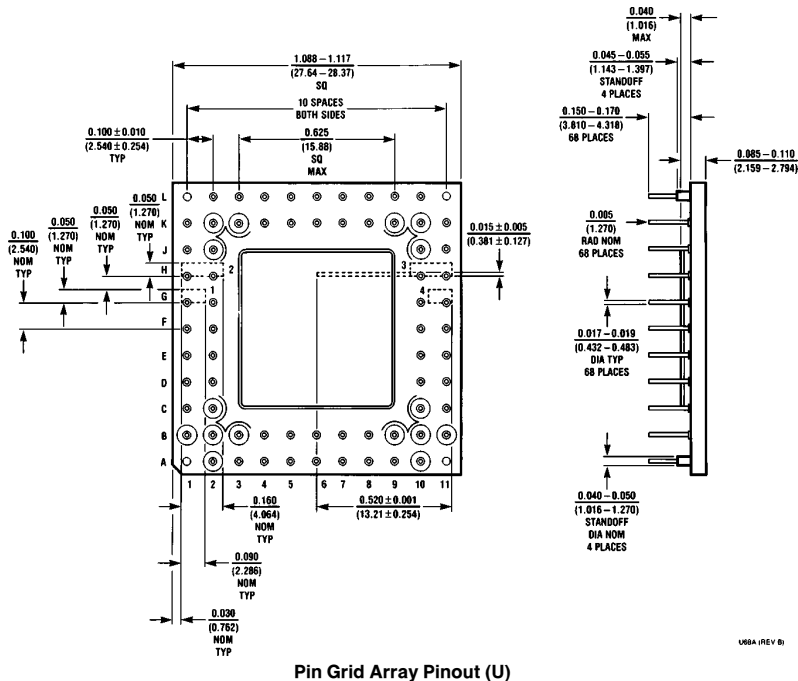 0.040
(1.016)
MAX
1.088 – 1.117
(27.64 – 28.37)
SQ
0.045 – 0.055
(1.143 – 1.397)
STANDOFF
4 PLACES
10 SPACES
BOTH SIDES
0.100 ± 0.010
(2.540 ± 0.254)
TYP
0.625
(15.88)
SQ
MAX
0.150 – 0.170
(3.810 – 4.318)
68 PLACES
0.085 – 0.110
(2.159 – 2.794)
0.050
(1.270)
NOM
TYP
0.050
(1.270)
NOM
TYP
0.050
(1.270)
NOM
TYP
0.100
(2.540)
NOM
TYP
L
K
J
H
G
F
E
D
C
B
A
2
1
3
4
0.015 ± 0.005
(0.381 ± 0.127)
0.005
(1.270)
RAD NOM
68 PLACES
0.017 – 0.019
(0.432 – 0.483)
DIA TYP
68 PLACES
1 2 3 4 5 6 7 8 9 10 11
0.160
(4.064)
NOM
TYP
0.520 ± 0.001
(13.21 ± 0.254)
0.040 – 0.050
(1.016 – 1.270)
STANDOFF
DIA NOM
4 PLACES
0.090
(2.286)
NOM
TYP
0.030
(0.762)
NOM
TYP
U68A (REV B)
Pin Grid Array Pinout (U)